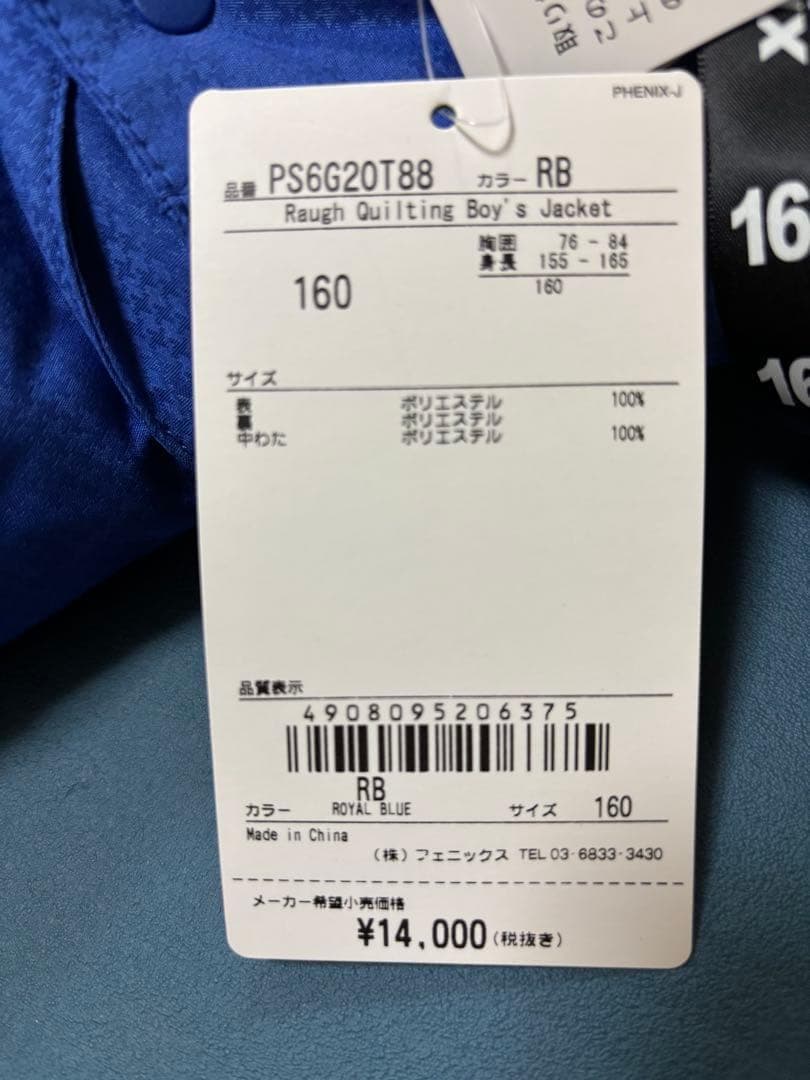 PHENIX-J
品番 PS6G20T88 カラー RB
Raugh Quilting Boy's Jacket
胸囲 76 - 84
身長 155 - 165
160
160
サイズ
表 ポリエステル 100%
裏 ポリエステル
中わた ポリエステル 100%
品質表示
4908095206375
RB
カラー ROYAL BLUE サイズ 160
Made in China
(株) フェニックス TEL 03-6833-3430
メーカー希望小売価格
¥14,000(税抜き)
X
16
16